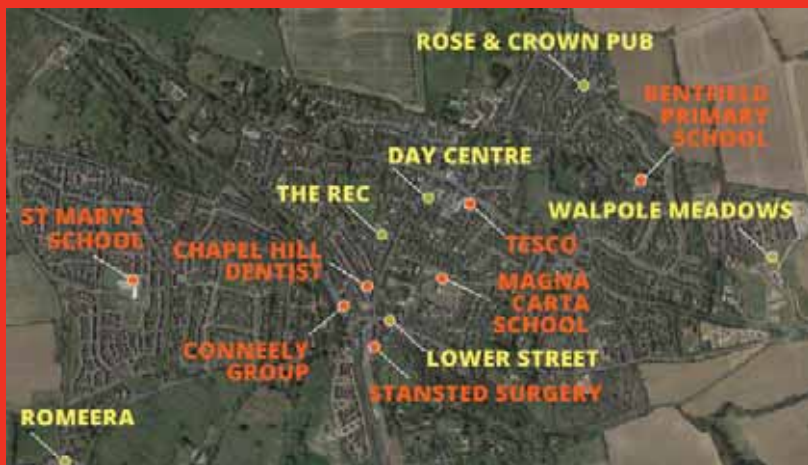 ROSE & CROWN PUB
BENTFIELD
PRIMARY
SCHOOL
DAY CENTRE
THE REC
WALPOLE MEADOWS
ST MARY'S
SCHOOL
CHAPEL HILL
DENTIST
TESCO
MAGNA
CARTA
SCHOOL
CONNEELY
GROUP
LOWER STREET
STANSTED SURGERY
ROMEERA